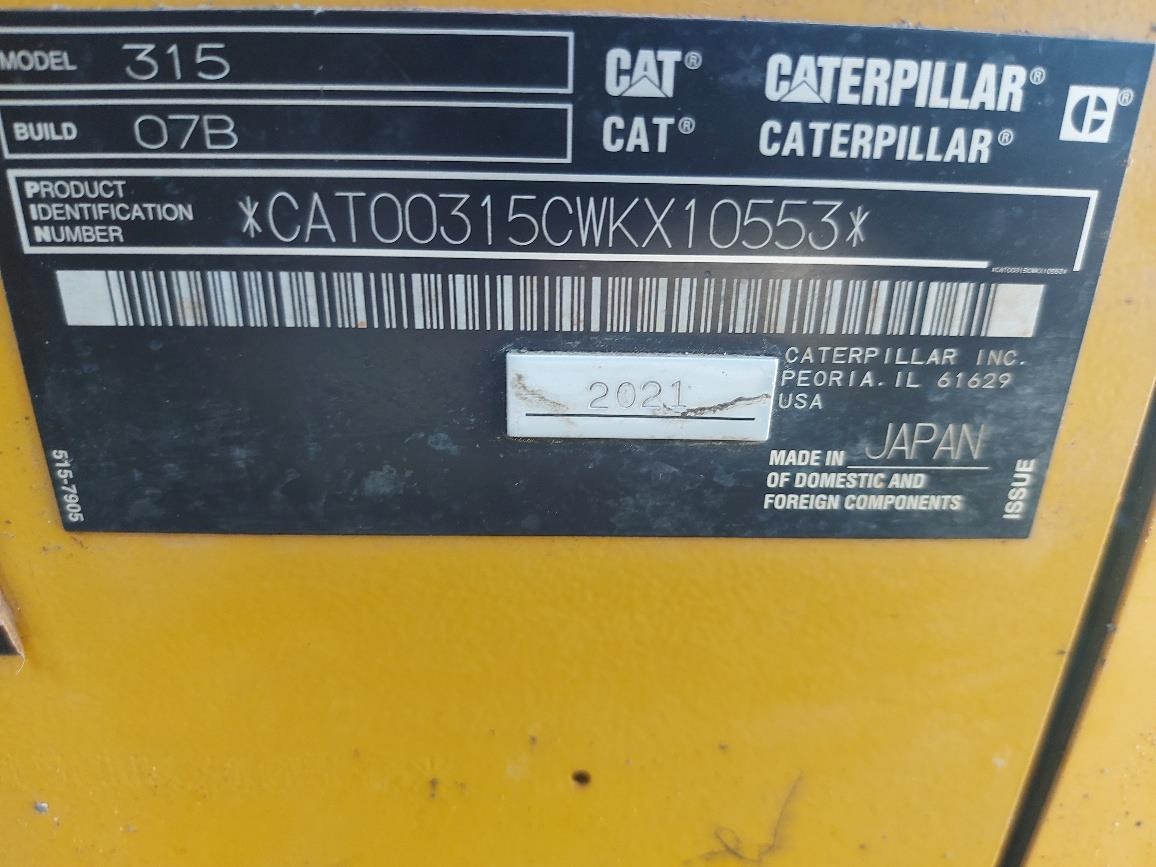 MODEL 315
CAT® CATERPILLAR®
BUILD 07B
CAT® CATERPILLAR®
C®
PRODUCT
IDENTIFICATION
NUMBER
*CAT00315CWKX10553*
*CAT00315CWKX10553*
2021
CATERPILLAR INC.
PEORIA. IL 61629
USA
MADE IN JAPAN
OF DOMESTIC AND
FOREIGN COMPONENTS
515-7905
ISSUE